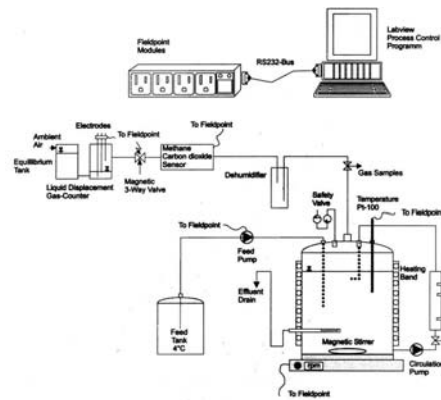 Fieldpoint
Modules
Labview
Process Control
Programm
RS232-Bus
Electrodes
To Fieldpoint
Ambient
Air
To Fieldpoint
Methane
Carbon dioxide
Sensor
Equilibrium
Tank
Liquid Displacement
Gas-Counter
Magnetic
3-Way Valve
Dehumidifier
Gas Samples
Safety
Valve
Temperature
Pt-100
To Fieldpoint
To Fieldpoint
Feed
Pump
Heating
Band
Effluent
Drain
Feed
Tank
4°C
Magnetic Stirrer
Circulation
Pump
rpm
To Fieldpoint